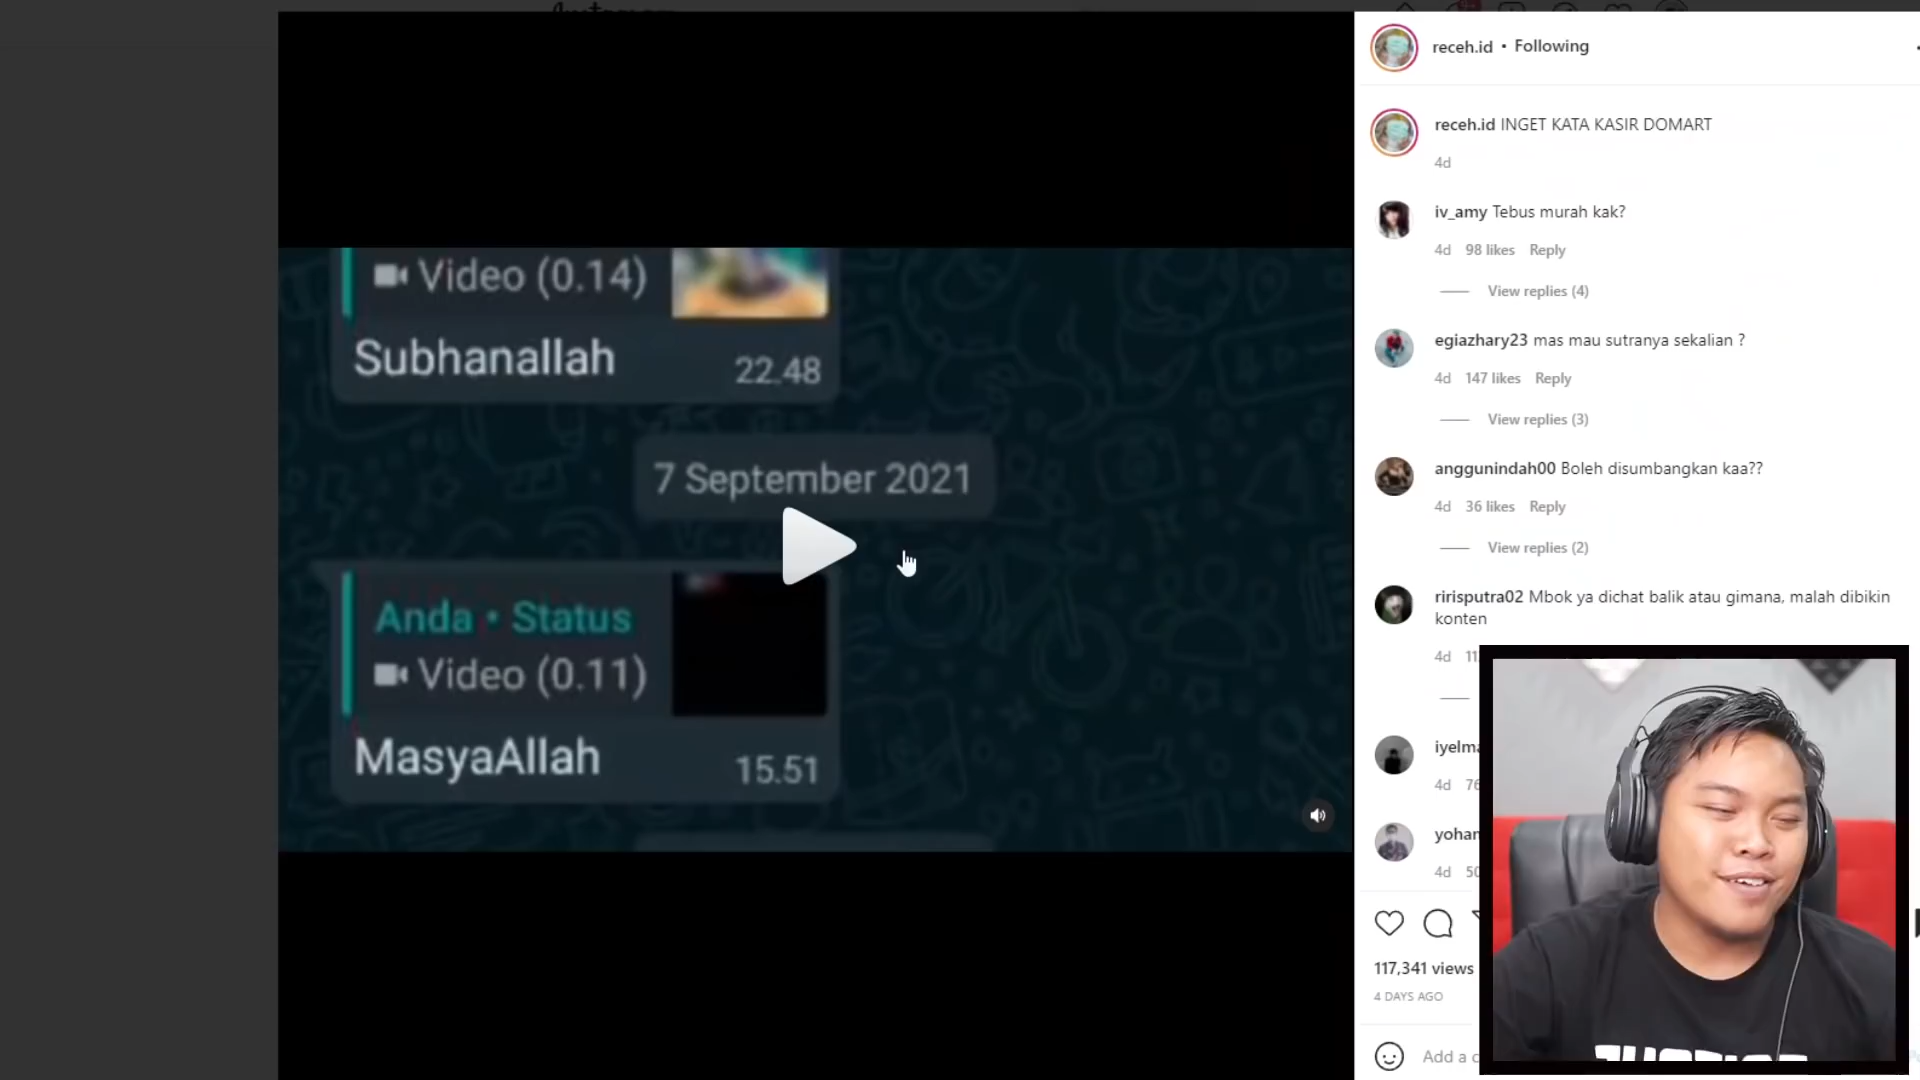 receh.id • Following
receh.id INGET KATA KASIR DOMART
4d
iv_amy Tebus murah kak?
4d 98 likes Reply
View replies (4)
egiazhary23 mas mau sutranya sekalian ?
4d 147 likes Reply
View replies (3)
anggunindah00 Boleh disumbangkan kaa??
4d 36 likes Reply
View replies (2)
ririsputra02 Mbok ya dichat balik atau gimana, malah dibikin
konten
4d
4d
4d
117,341 views
4 DAYS AGO
Add a
Video (0.14)
Subhanallah
22.48
7 September 2021
Anda • Status
Video (0.11)
MasyaAllah
15.51